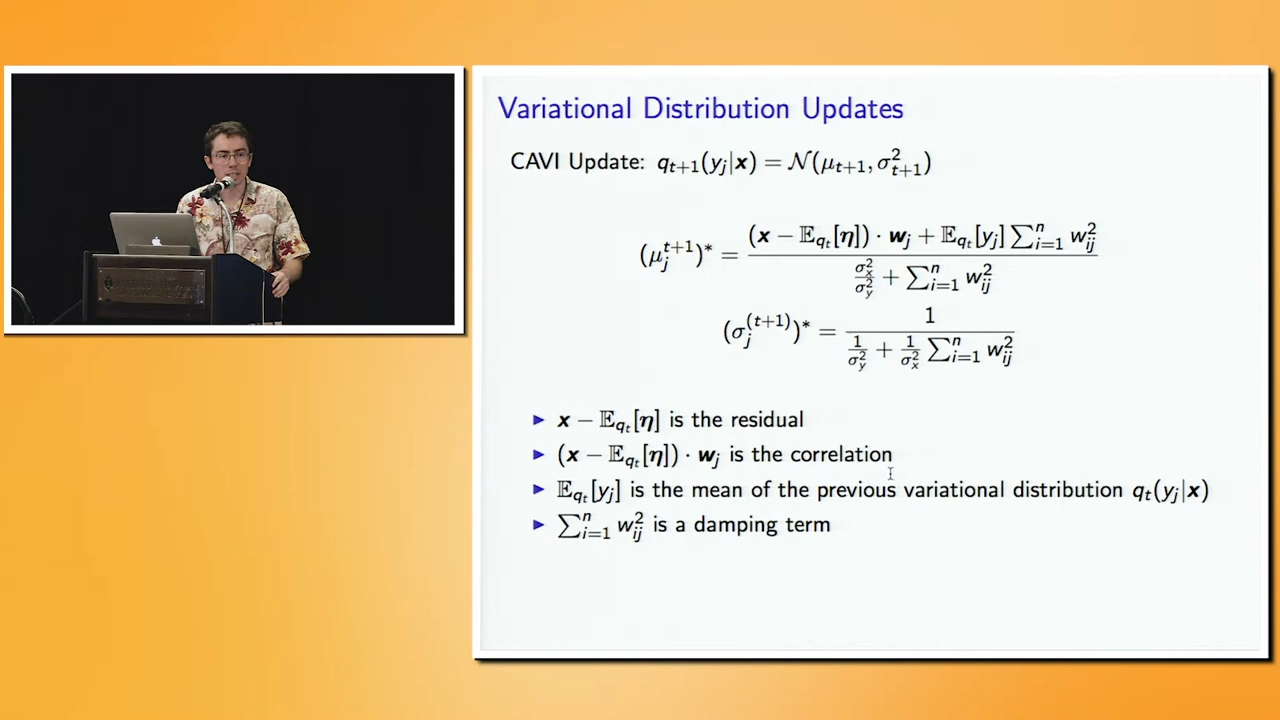 Variational Distribution Updates
CAVI Update: q_{t+1}(y_j|x) = N(μ_{t+1}, σ²_{t+1})
(μ_j^{t+1})* = ((x − 𝔼_{q_t}[η]) · w_j + 𝔼_{q_t}[y_j] ∑_{i=1}^n w_{ij}²) / (σ_x²/σ_y² + ∑_{i=1}^n w_{ij}²)
(σ_j^{(t+1)})* = 1 / (1/σ_y² + 1/σ_x² ∑_{i=1}^n w_{ij}²)
▶ x − 𝔼_{q_t}[η] is the residual
▶ (x − 𝔼_{q_t}[η]) · w_j is the correlation
▶ 𝔼_{q_t}[y_j] is the mean of the previous variational distribution q_t(y_j|x)
▶ ∑_{i=1}^n w_{ij}² is a damping term